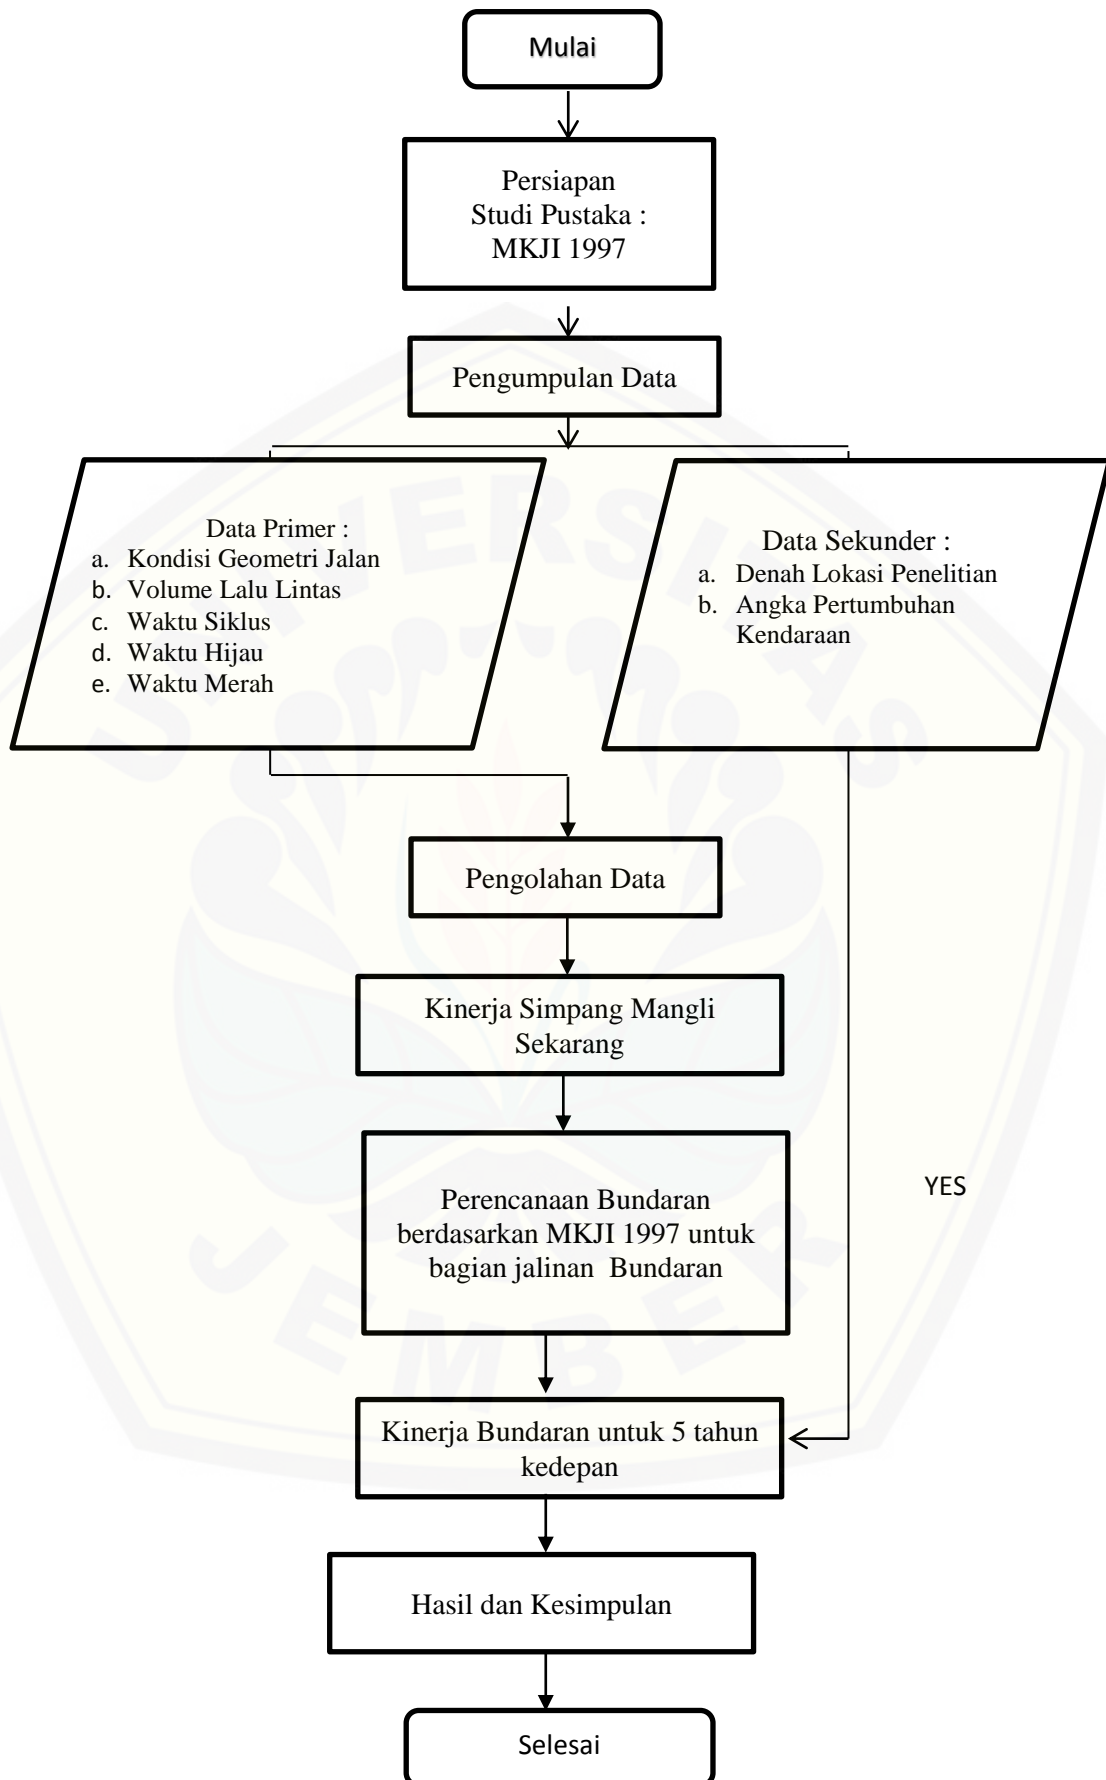 Mulai
Persiapan
Studi Pustaka :
MKJI 1997
Pengumpulan Data
Data Primer :
a. Kondisi Geometri Jalan
b. Volume Lalu Lintas
c. Waktu Siklus
d. Waktu Hijau
e. Waktu Merah
Data Sekunder :
a. Denah Lokasi Penelitian
b. Angka Pertumbuhan
Kendaraan
Pengolahan Data
Kinerja Simpang Mangli
Sekarang
Perencanaan Bundaran
berdasarkan MKJI 1997 untuk
bagian jalinan Bundaran
YES
Kinerja Bundaran untuk 5 tahun
kedepan
Hasil dan Kesimpulan
Selesai
UNIVERSITAS
JEMBER